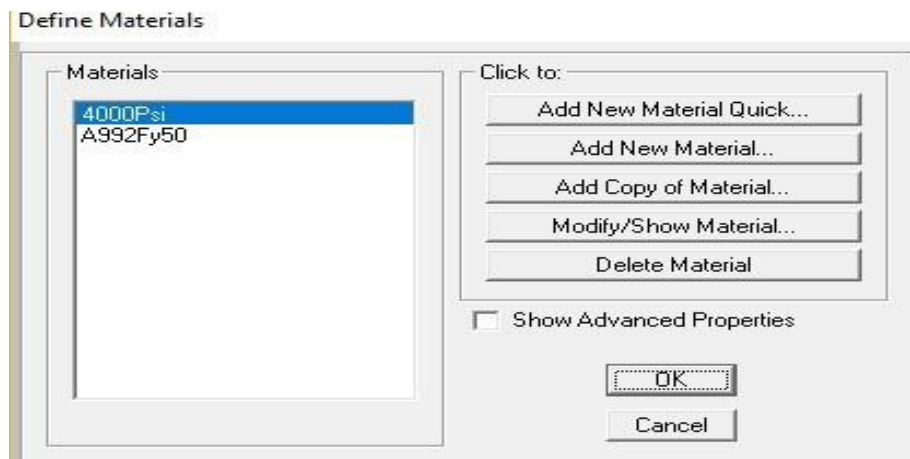 Define Materials
Materials
4000Psi
A992Fy50
Click to:
Add New Material Quick...
Add New Material...
Add Copy of Material...
Modify/Show Material...
Delete Material
Show Advanced Properties
OK
Cancel